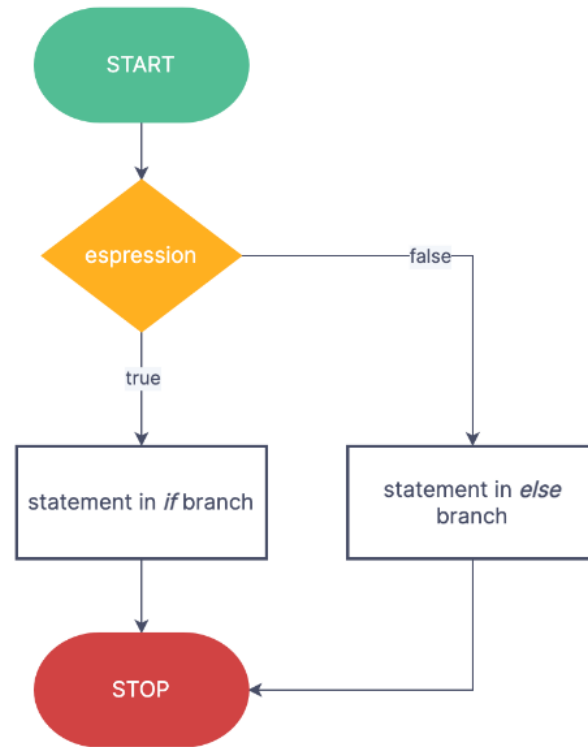 START
espression
false
true
statement in if branch
statement in else
branch
STOP